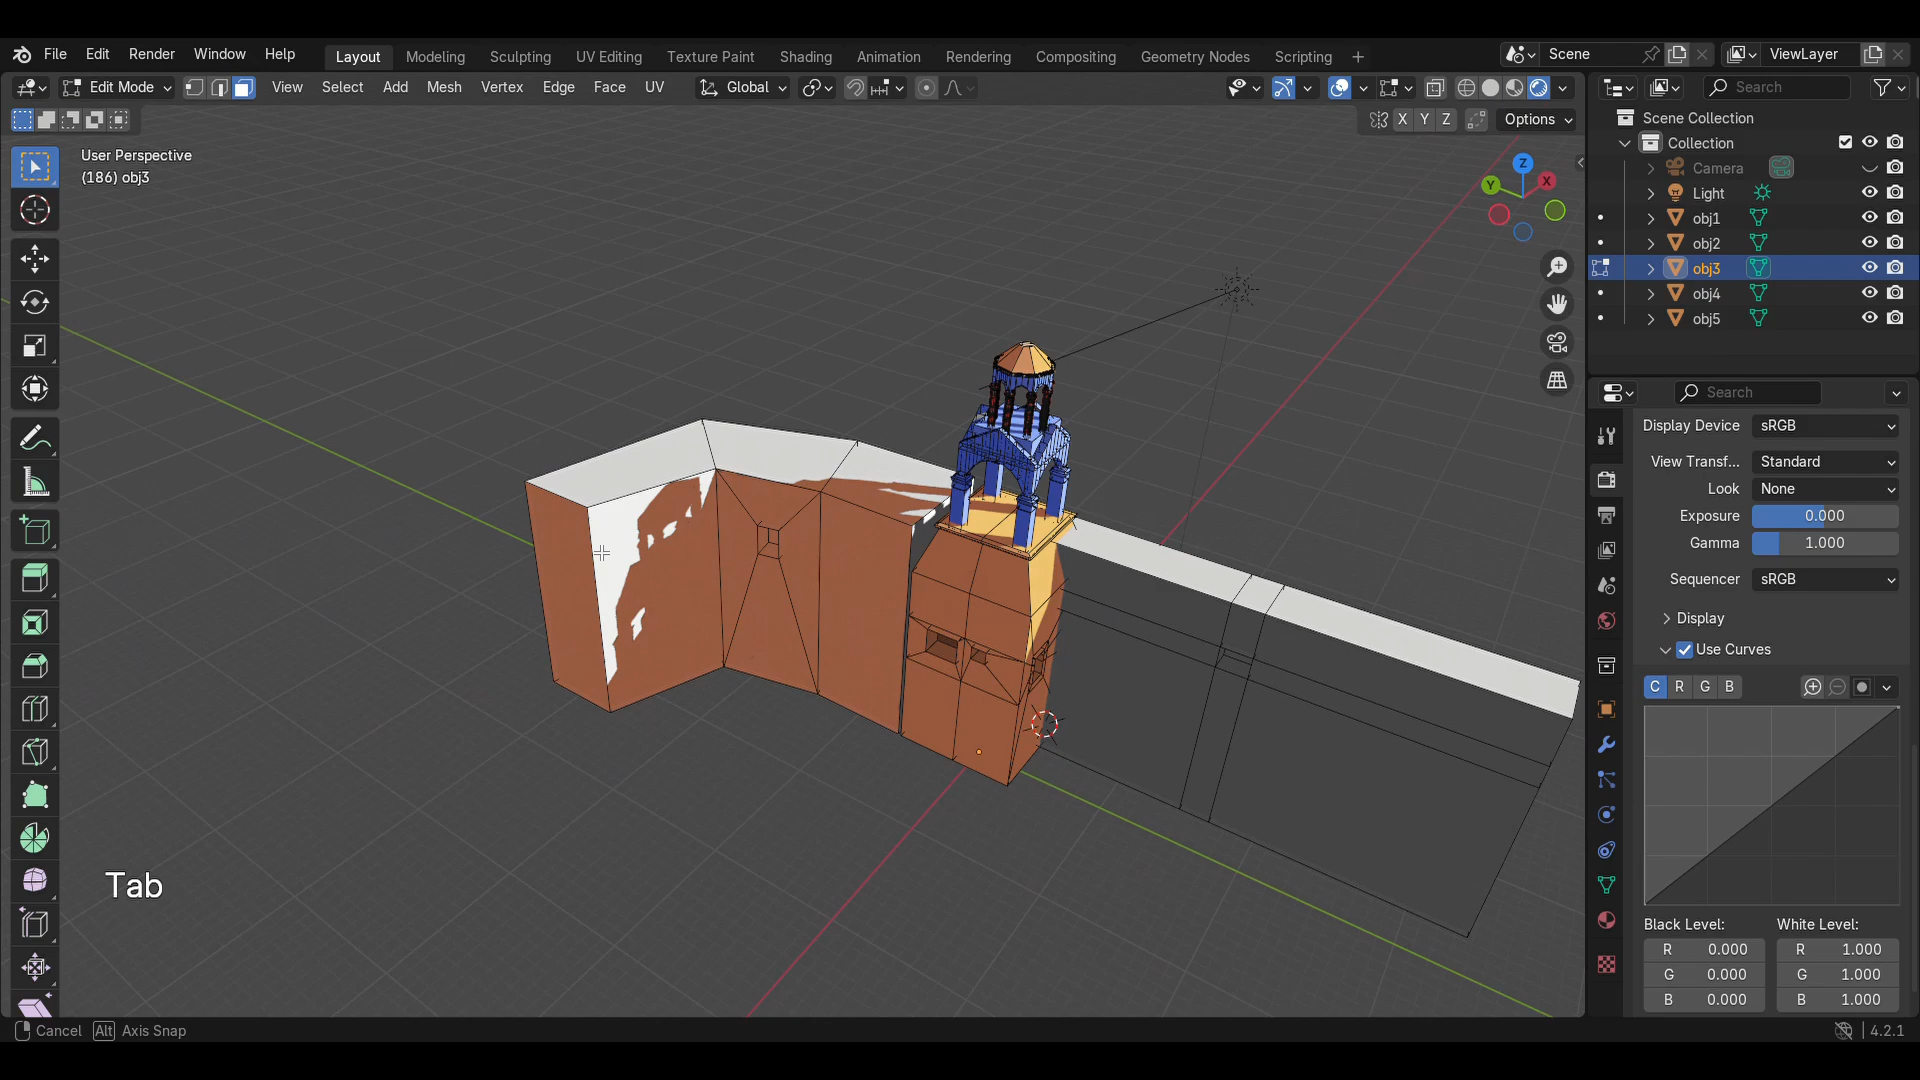 File Edit Render Window Help Layout Modeling Sculpting UV Editing Texture Paint Shading Animation Rendering Compositing Geometry Nodes Scripting Scene ViewLayer
Edit Mode View Select Add Mesh Vertex Edge Face UV Global Search
X Y Z Options
Scene Collection
Collection
Camera
Light
obj1
obj2
obj3
obj4
obj5
User Perspective
(186) obj3
Z
Y
X
Search
Display Device sRGB
View Transf... Standard
Look None
Exposure 0.000
Gamma 1.000
Sequencer sRGB
Display
Use Curves
C R G B
Black Level: White Level:
R 0.000 R 1.000
G 0.000 G 1.000
B 0.000 B 1.000
Tab
Cancel Alt Axis Snap 4.2.1